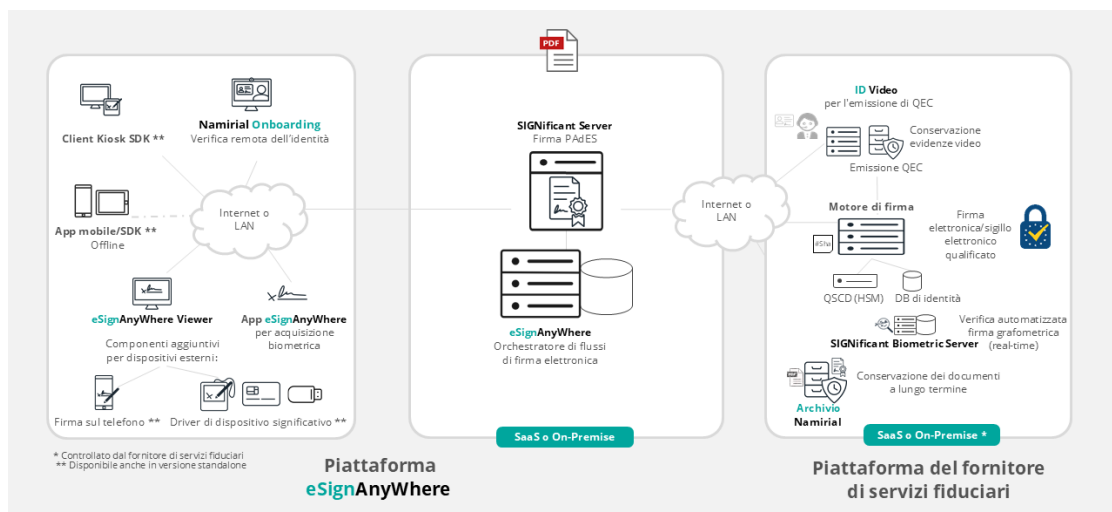 PDF
Client Kiosk SDK **
Namirial Onboarding
Verifica remota dell'identità
App mobile/SDK **
Offline
Internet o
LAN
eSignAnyWhere Viewer
App eSignAnyWhere
per acquisizione
biometrica
Componenti aggiuntivi
per dispositivi esterni:
Firma sul telefono **
Driver di dispositivo significativo **
* Controllato dal fornitore di servizi fiduciari
** Disponibile anche in versione standalone
SIGNificant Server
Firma PAdES
eSignAnyWhere
Orchestratore di flussi
di firma elettronica
SaaS o On-Premise
Piattaforma
eSignAnyWhere
Internet o
LAN
ID Video
per l'emissione di QEC
Conservazione
evidenze video
Emissione QEC
Motore di firma
#Sha
Firma
elettronica/sigillo
elettronico
qualificato
QSCD (HSM)
DB di identità
Verifica automatizzata
firma grafometrica
(real-time)
SIGNificant Biometric Server
PDF
Conservazione dei documenti
a lungo termine
Archivio
Namirial
SaaS o On-Premise *
Piattaforma del fornitore
di servizi fiduciari